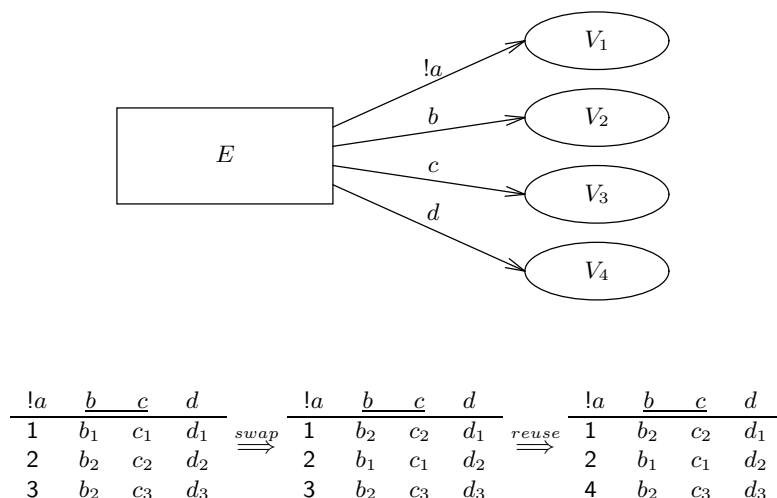 V1
!a
b
V2
E
c
V3
d
V4
!a b c d !a b c d !a b c d
1 b1 c1 d1 swap 1 b2 c2 d1 reuse 1 b2 c2 d1
2 b2 c2 d2 ⟹ 2 b1 c1 d2 ⟹ 2 b1 c1 d2
3 b2 c3 d3 3 b2 c3 d3 4 b2 c3 d3